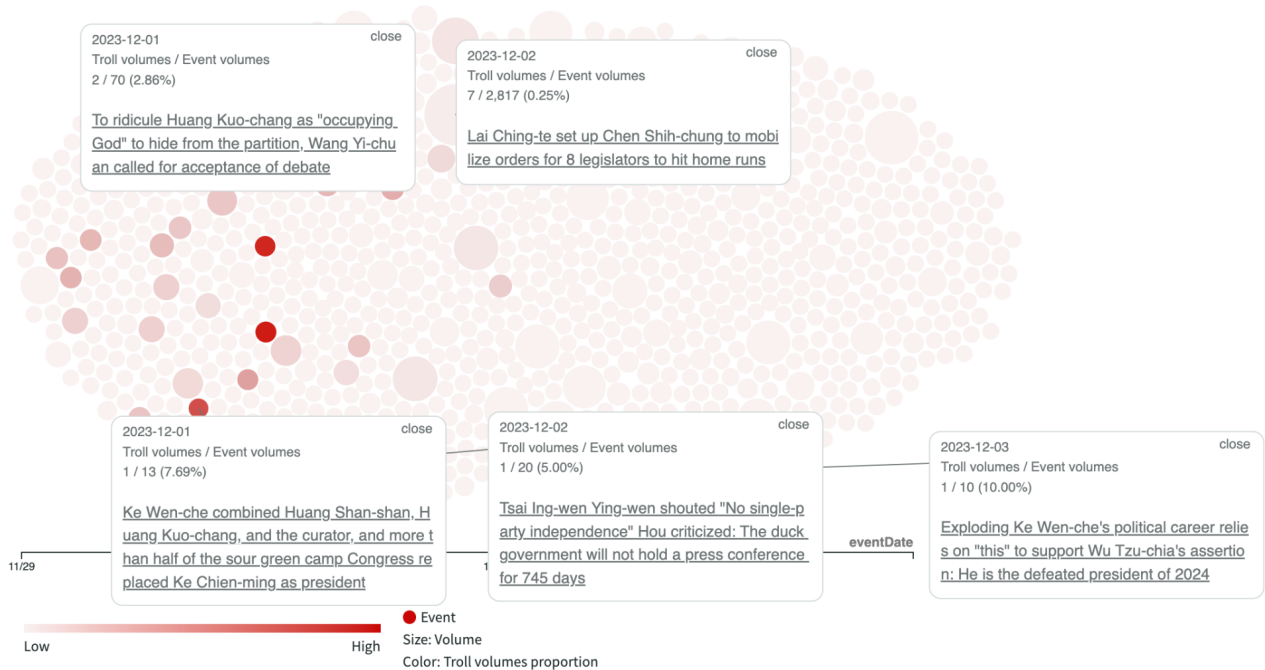 2023-12-01
close
Troll volumes / Event volumes
2 / 70 (2.86%)
To ridicule Huang Kuo-chang as "occupying
God" to hide from the partition, Wang Yi-chu
an called for acceptance of debate
2023-12-02
close
Troll volumes / Event volumes
7 / 2,817 (0.25%)
Lai Ching-te set up Chen Shih-chung to mobi
lize orders for 8 legislators to hit home runs
2023-12-01
close
Troll volumes / Event volumes
1 / 13 (7.69%)
Ke Wen-che combined Huang Shan-shan, H
uang Kuo-chang, and the curator, and more t
han half of the sour green camp Congress re
placed Ke Chien-ming as president
2023-12-02
close
Troll volumes / Event volumes
1 / 20 (5.00%)
Tsai Ing-wen Ying-wen shouted "No single-p
arty independence" Hou criticized: The duck
government will not hold a press conference
for 745 days
2023-12-03
close
Troll volumes / Event volumes
1 / 10 (10.00%)
Exploding Ke Wen-che's political career relie
s on "this" to support Wu Tzu-chia's assertio
n: He is the defeated president of 2024
eventDate
11/29
Low
High
Event
Size: Volume
Color: Troll volumes proportion